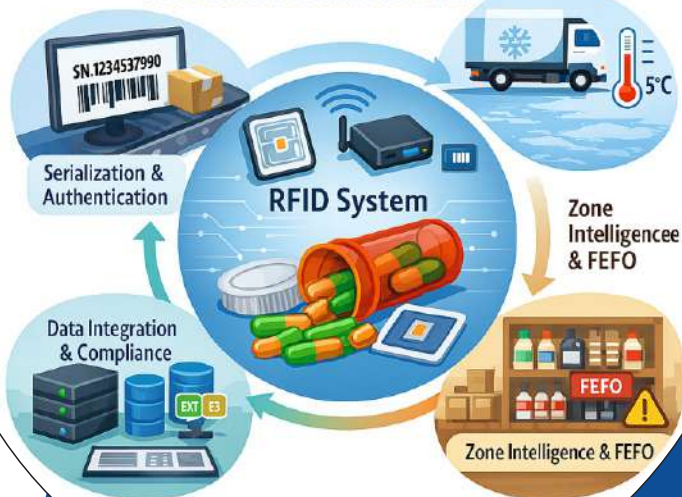 SN.1234537990
5°C
Serialization &
Authentication
RFID System
Zone
Intelligencee
& FEFO
Data Integration
& Compliance
EXT E3
FEFO
Zone Intelligence & FEFO